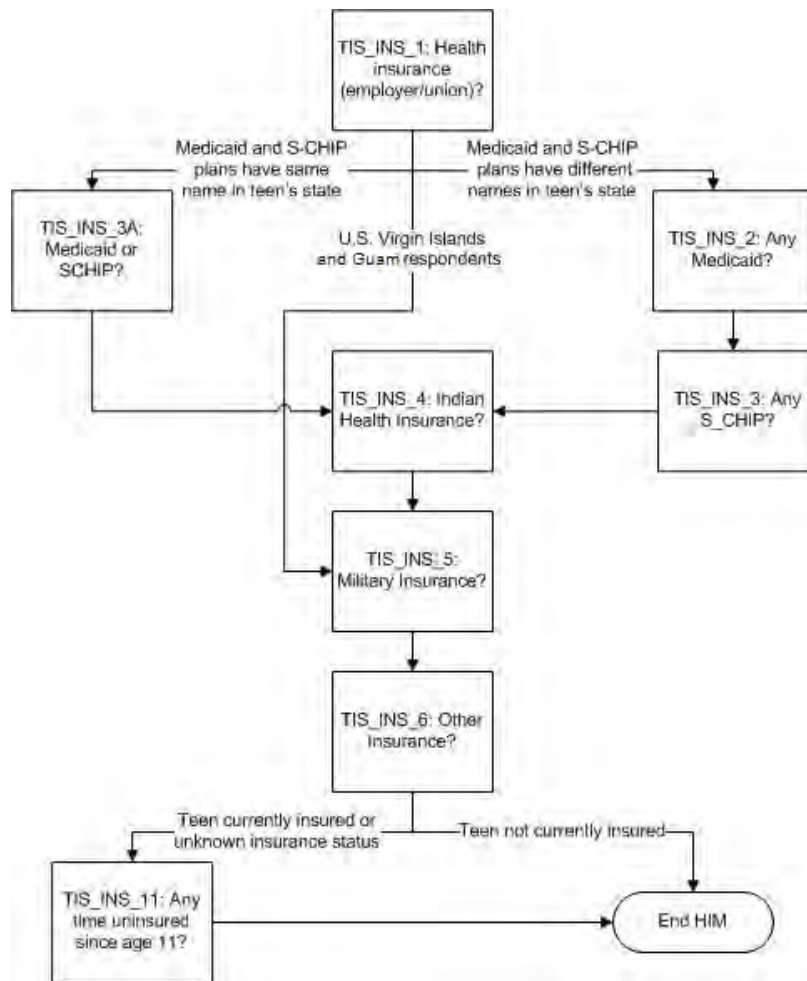 TIS_INS_1: Health
insurance
(employer/union)?
Medicaid and S-CHIP
plans have same
name in teen's state
Medicaid and S-CHIP
plans have different
names in teen's state
TIS_INS_3A:
Medicaid or
SCHIP?
U.S. Virgin Islands
and Guam respondents
TIS_INS_2: Any
Medicaid?
TIS_INS_4: Indian
Health Insurance?
TIS_INS_3: Any
S_CHIP?
TIS_INS_5:
Military Insurance?
TIS_INS_6: Other
Insurance?
Teen currently insured or
unknown insurance status
Teen not currently insured
TIS_INS_11: Any
time uninsured
since age 11?
End HIM